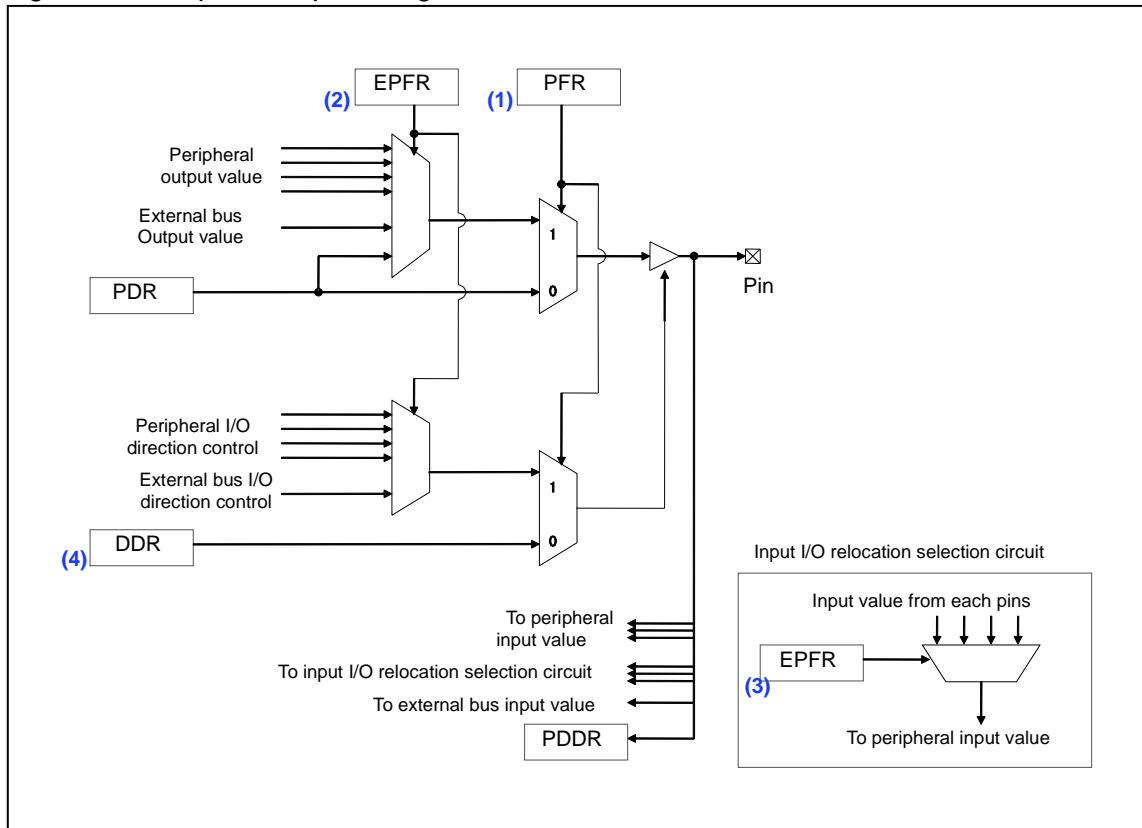 EPFR
(2)
PFR
(1)
Peripheral
output value
External bus
Output value
1
0
PDR
Pin
Peripheral I/O
direction control
External bus I/O
direction control
1
0
DDR
(4)
To peripheral
input value
To input I/O relocation selection circuit
To external bus input value
PDDR
Input I/O relocation selection circuit
Input value from each pins
EPFR
(3)
To peripheral input value